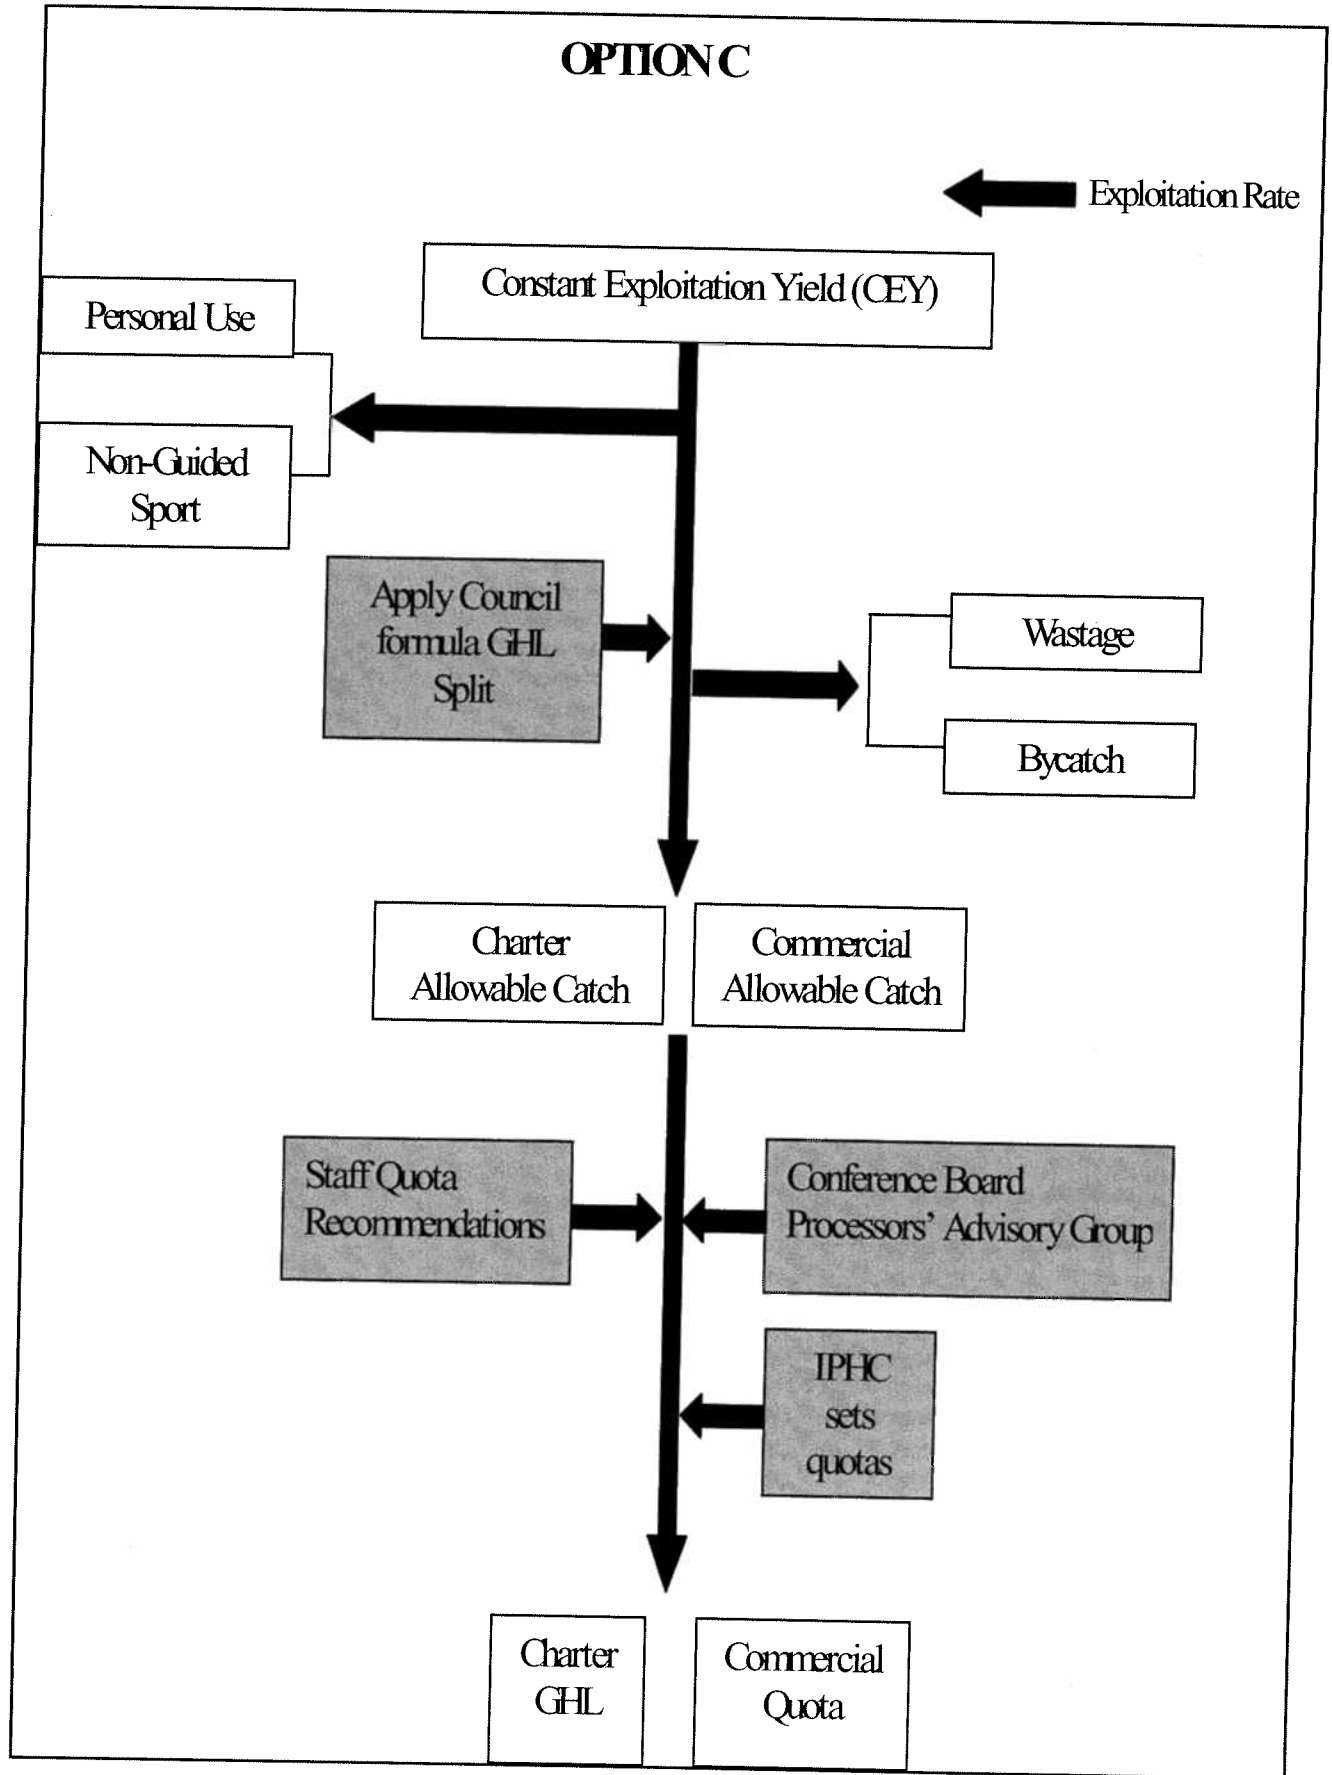 OPTION C
Exploitation Rate
Constant Exploitation Yield (CEY)
Personal Use
Non-Guided
Sport
Apply Council
formula GHL
Split
Wastage
Bycatch
Charter
Allowable Catch
Commercial
Allowable Catch
Staff Quota
Recommendations
Conference Board
Processors' Advisory Group
IPHC
sets
quotas
Charter
GHL
Commercial
Quota